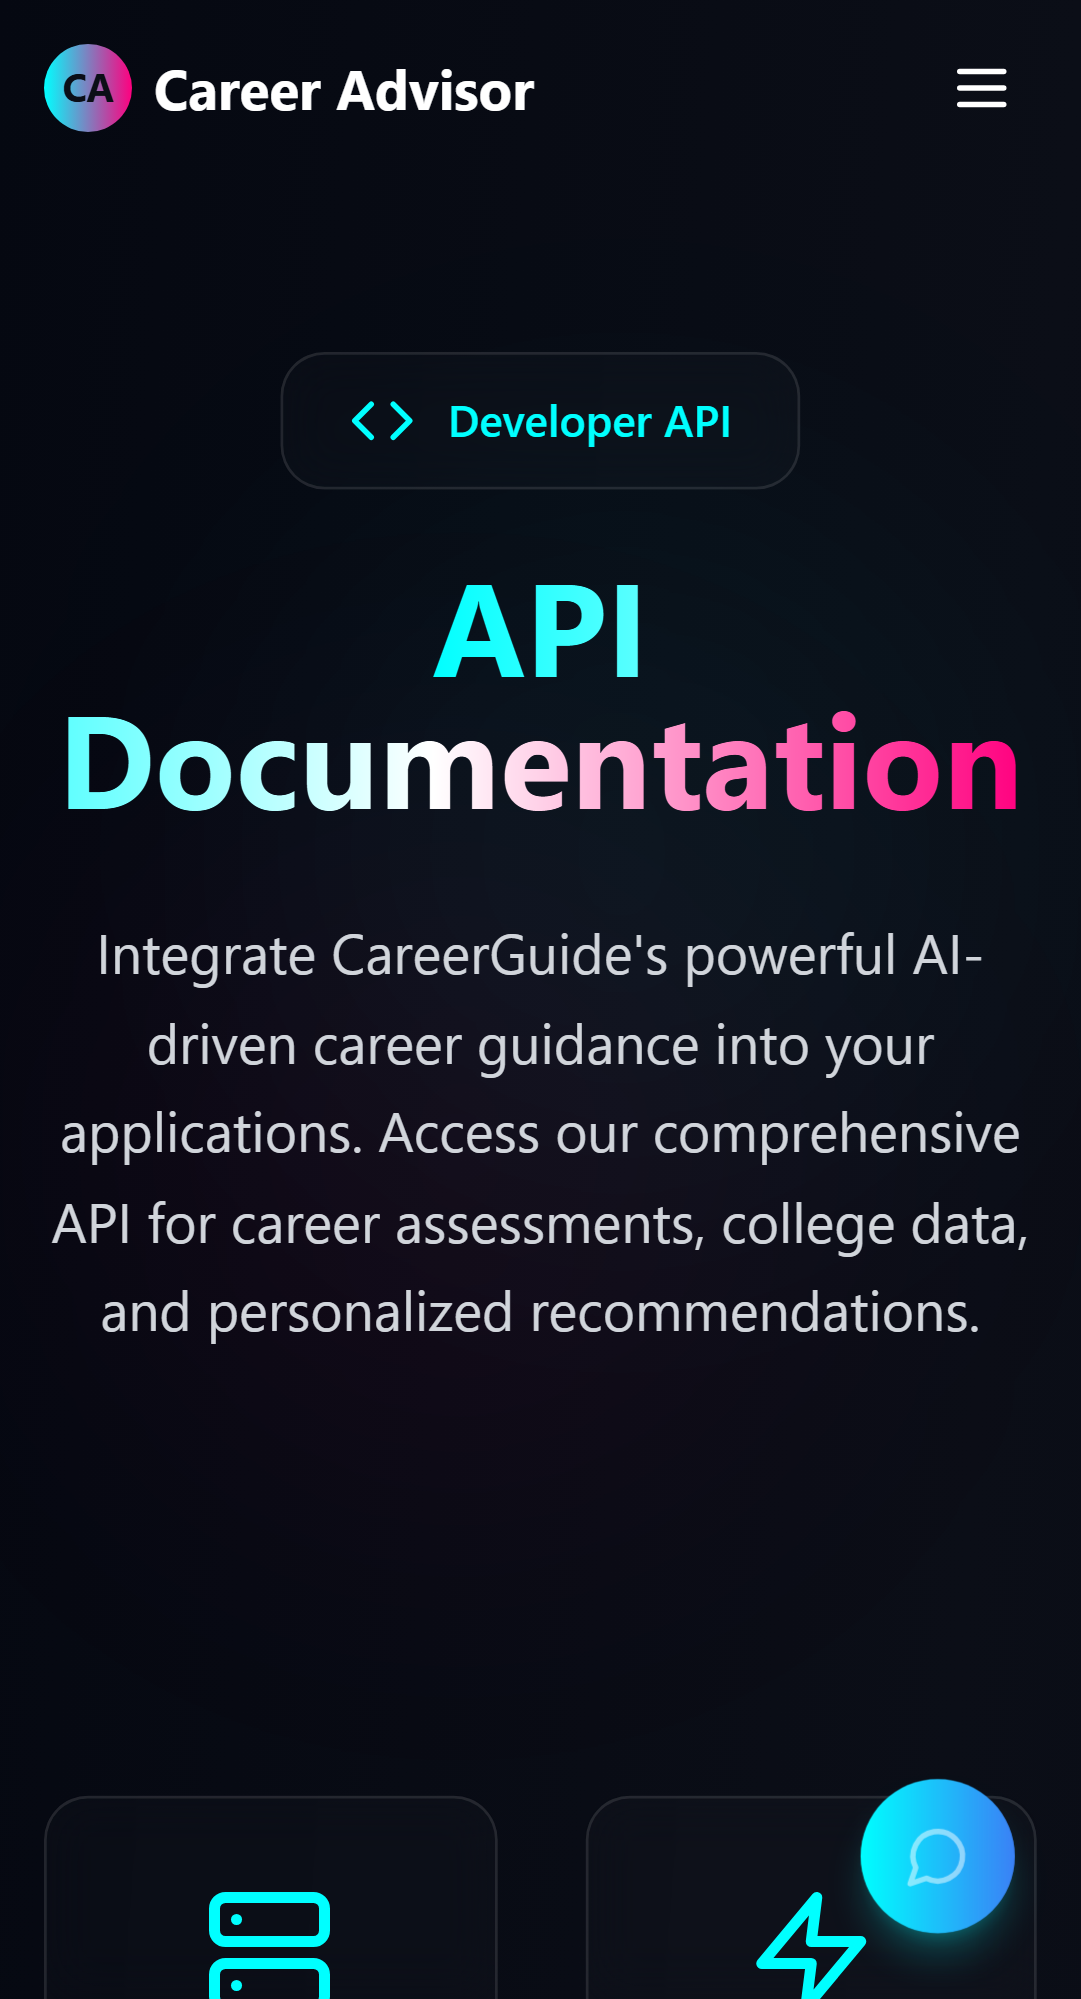 CA Career Advisor
Developer API
API
Documentation
Integrate CareerGuide's powerful AI-
driven career guidance into your
applications. Access our comprehensive
API for career assessments, college data,
and personalized recommendations.